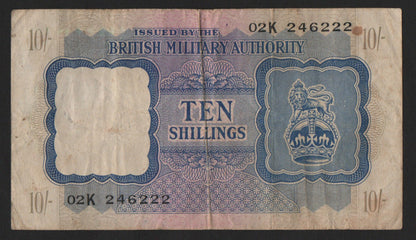 10/- ISSUED BY THE 02K 246222 10/-
BRITISH MILITARY AUTHORITY
TEN
SHILLINGS
10/- 02K 246222 10/-